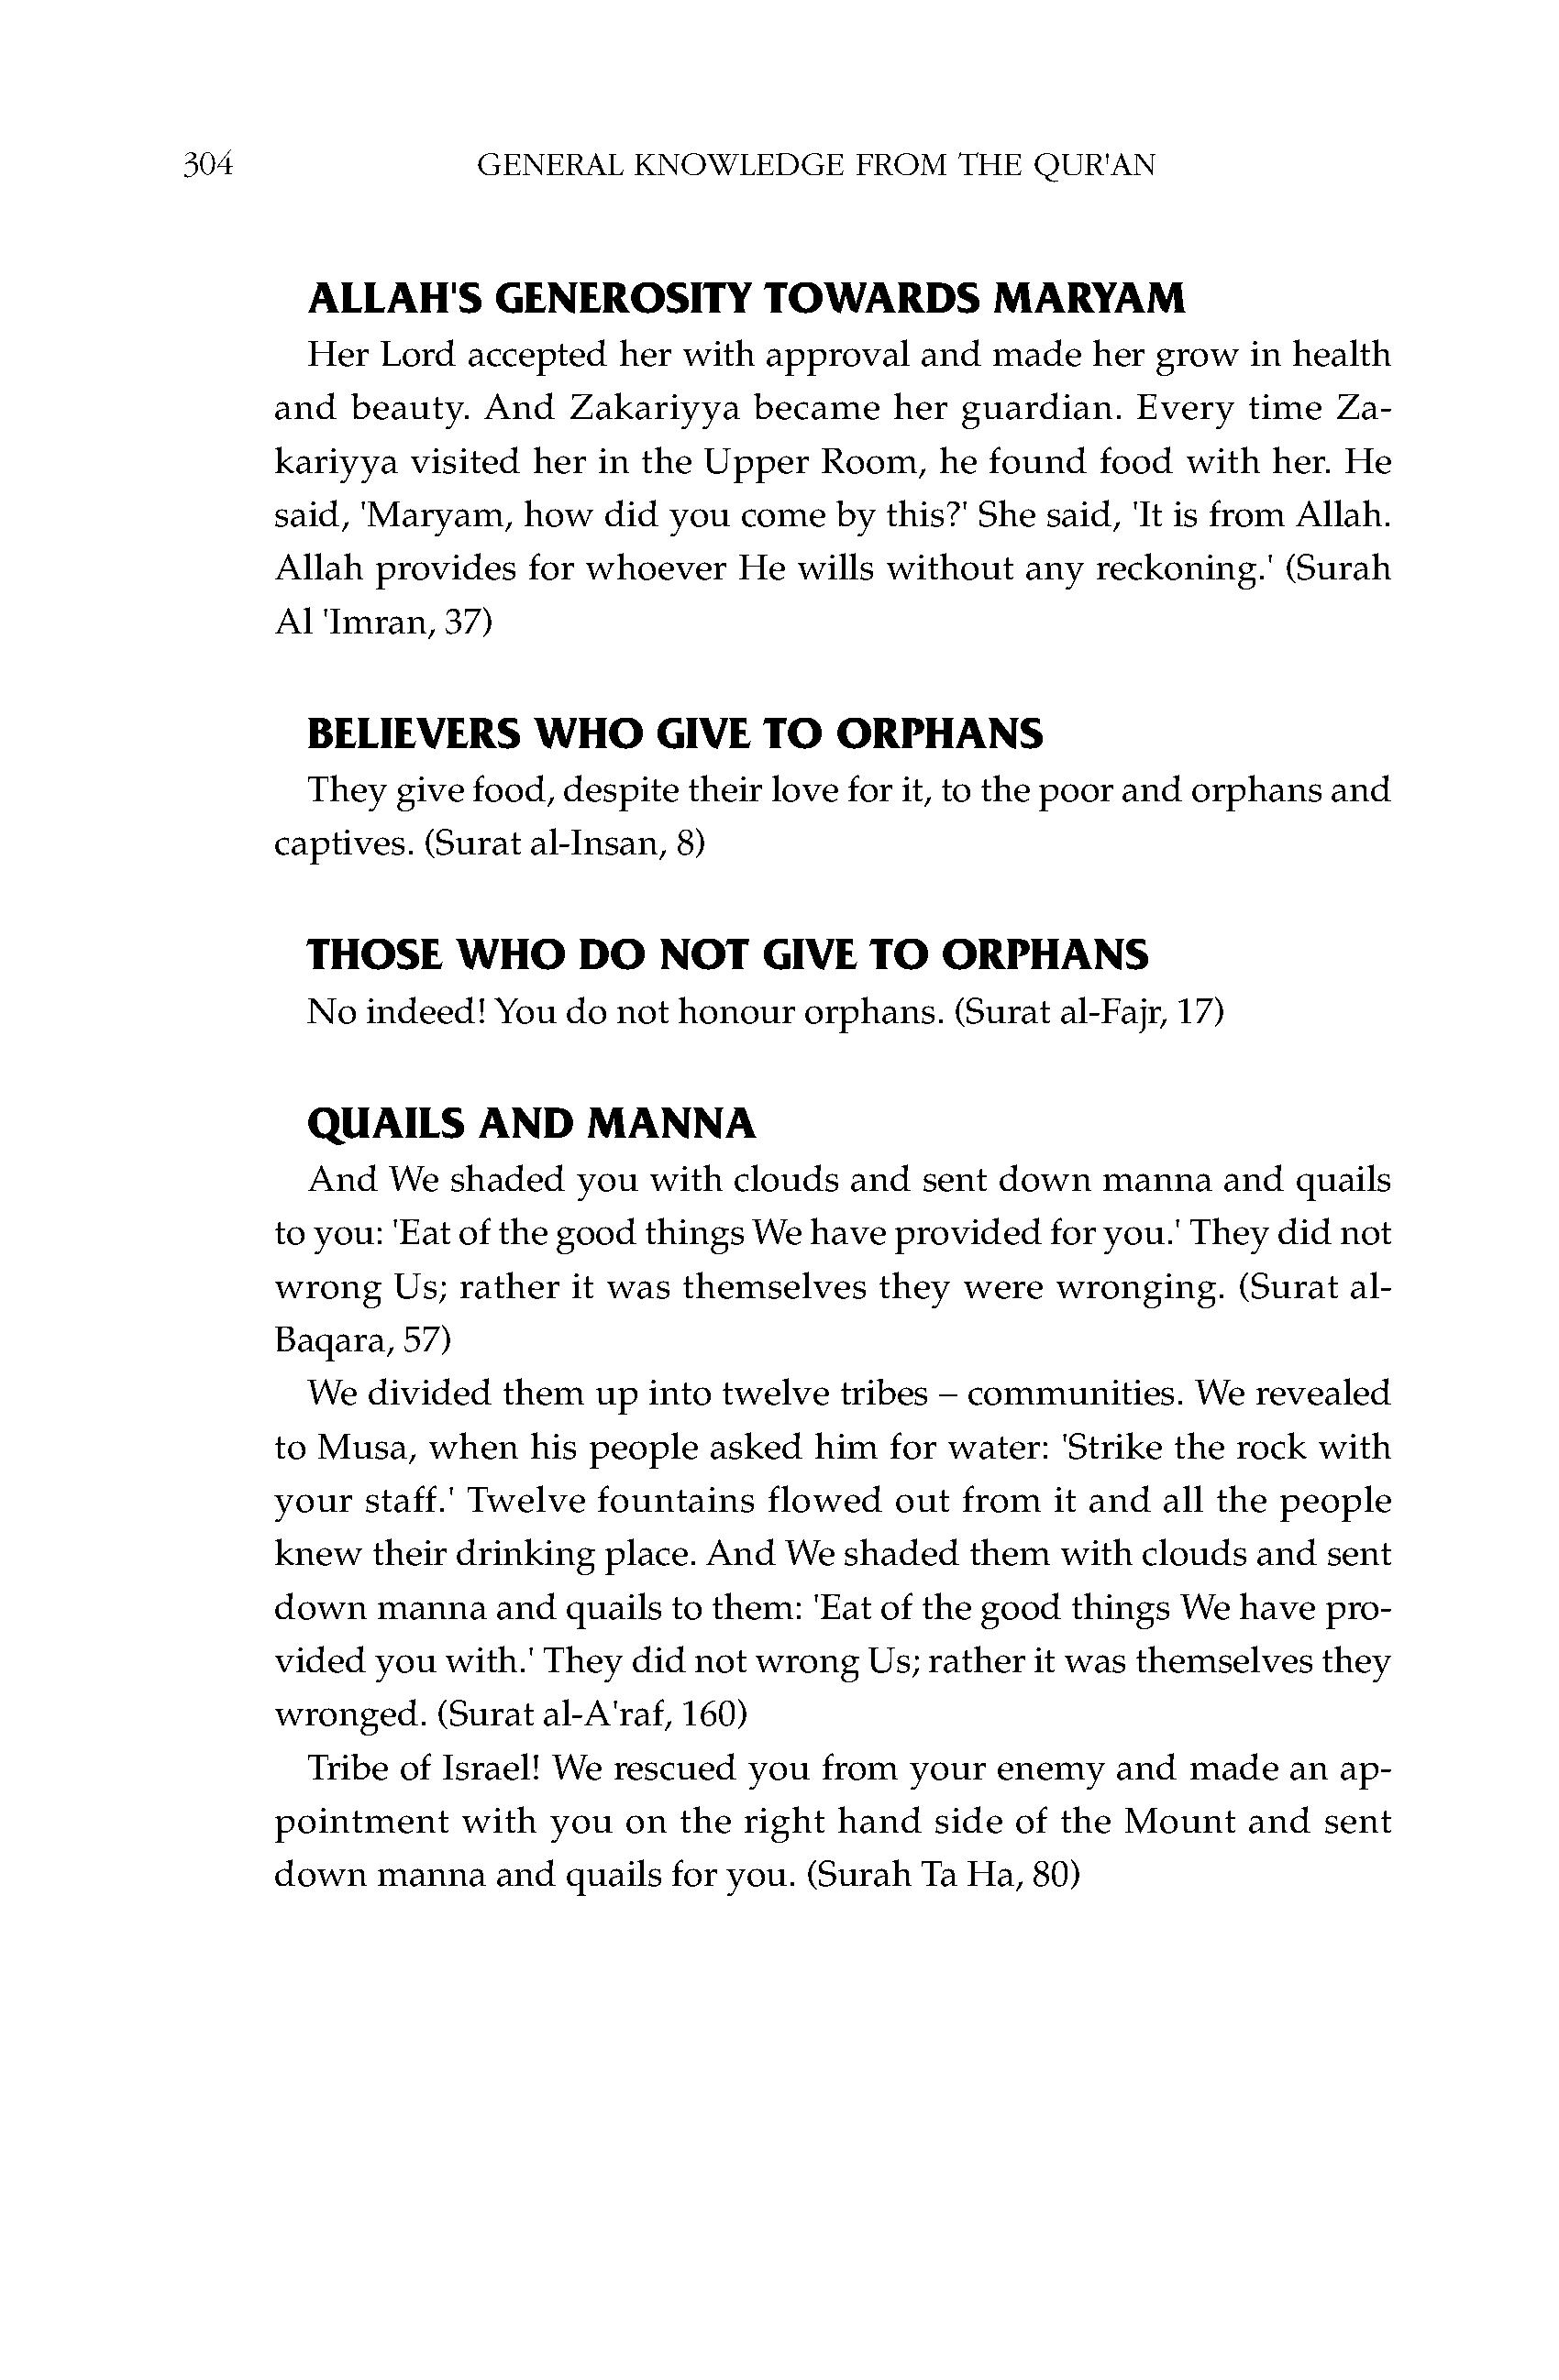 304 GENERAL KNOWLEDGE FROM THE QUR'AN
ALLAH'S GENEROSITY TOWARDS MARYAM
Her Lord accepted her with approval and made her grow in health
and beauty. And Zakariyya became her guardian. Every time Za-
kariyya visited her in the Upper Room, he found food with her. He
said, 'Maryam, how did you come by this?' She said, 'It is from Allah.
Allah provides for whoever He wills without any reckoning.' (Surah
Al 'Imran, 37)
BELIEVERS WHO GIVE TO ORPHANS
They give food, despite their love for it, to the poor and orphans and
captives. (Surat al-Insan, 8)
THOSE WHO DO NOT GIVE TO ORPHANS
No indeed! You do not honour orphans. (Surat al-Fajr, 17)
QUAILS AND MANNA
And We shaded you with clouds and sent down manna and quails
to you: 'Eat of the good things We have provided for you.' They did not
wrong Us; rather it was themselves they were wronging. (Surat al-
Baqara, 57)
We divided them up into twelve tribes – communities. We revealed
to Musa, when his people asked him for water: 'Strike the rock with
your staff.' Twelve fountains flowed out from it and all the people
knew their drinking place. And We shaded them with clouds and sent
down manna and quails to them: 'Eat of the good things We have pro-
vided you with.' They did not wrong Us; rather it was themselves they
wronged. (Surat al-A'raf, 160)
Tribe of Israel! We rescued you from your enemy and made an ap-
pointment with you on the right hand side of the Mount and sent
down manna and quails for you. (Surah Ta Ha, 80)